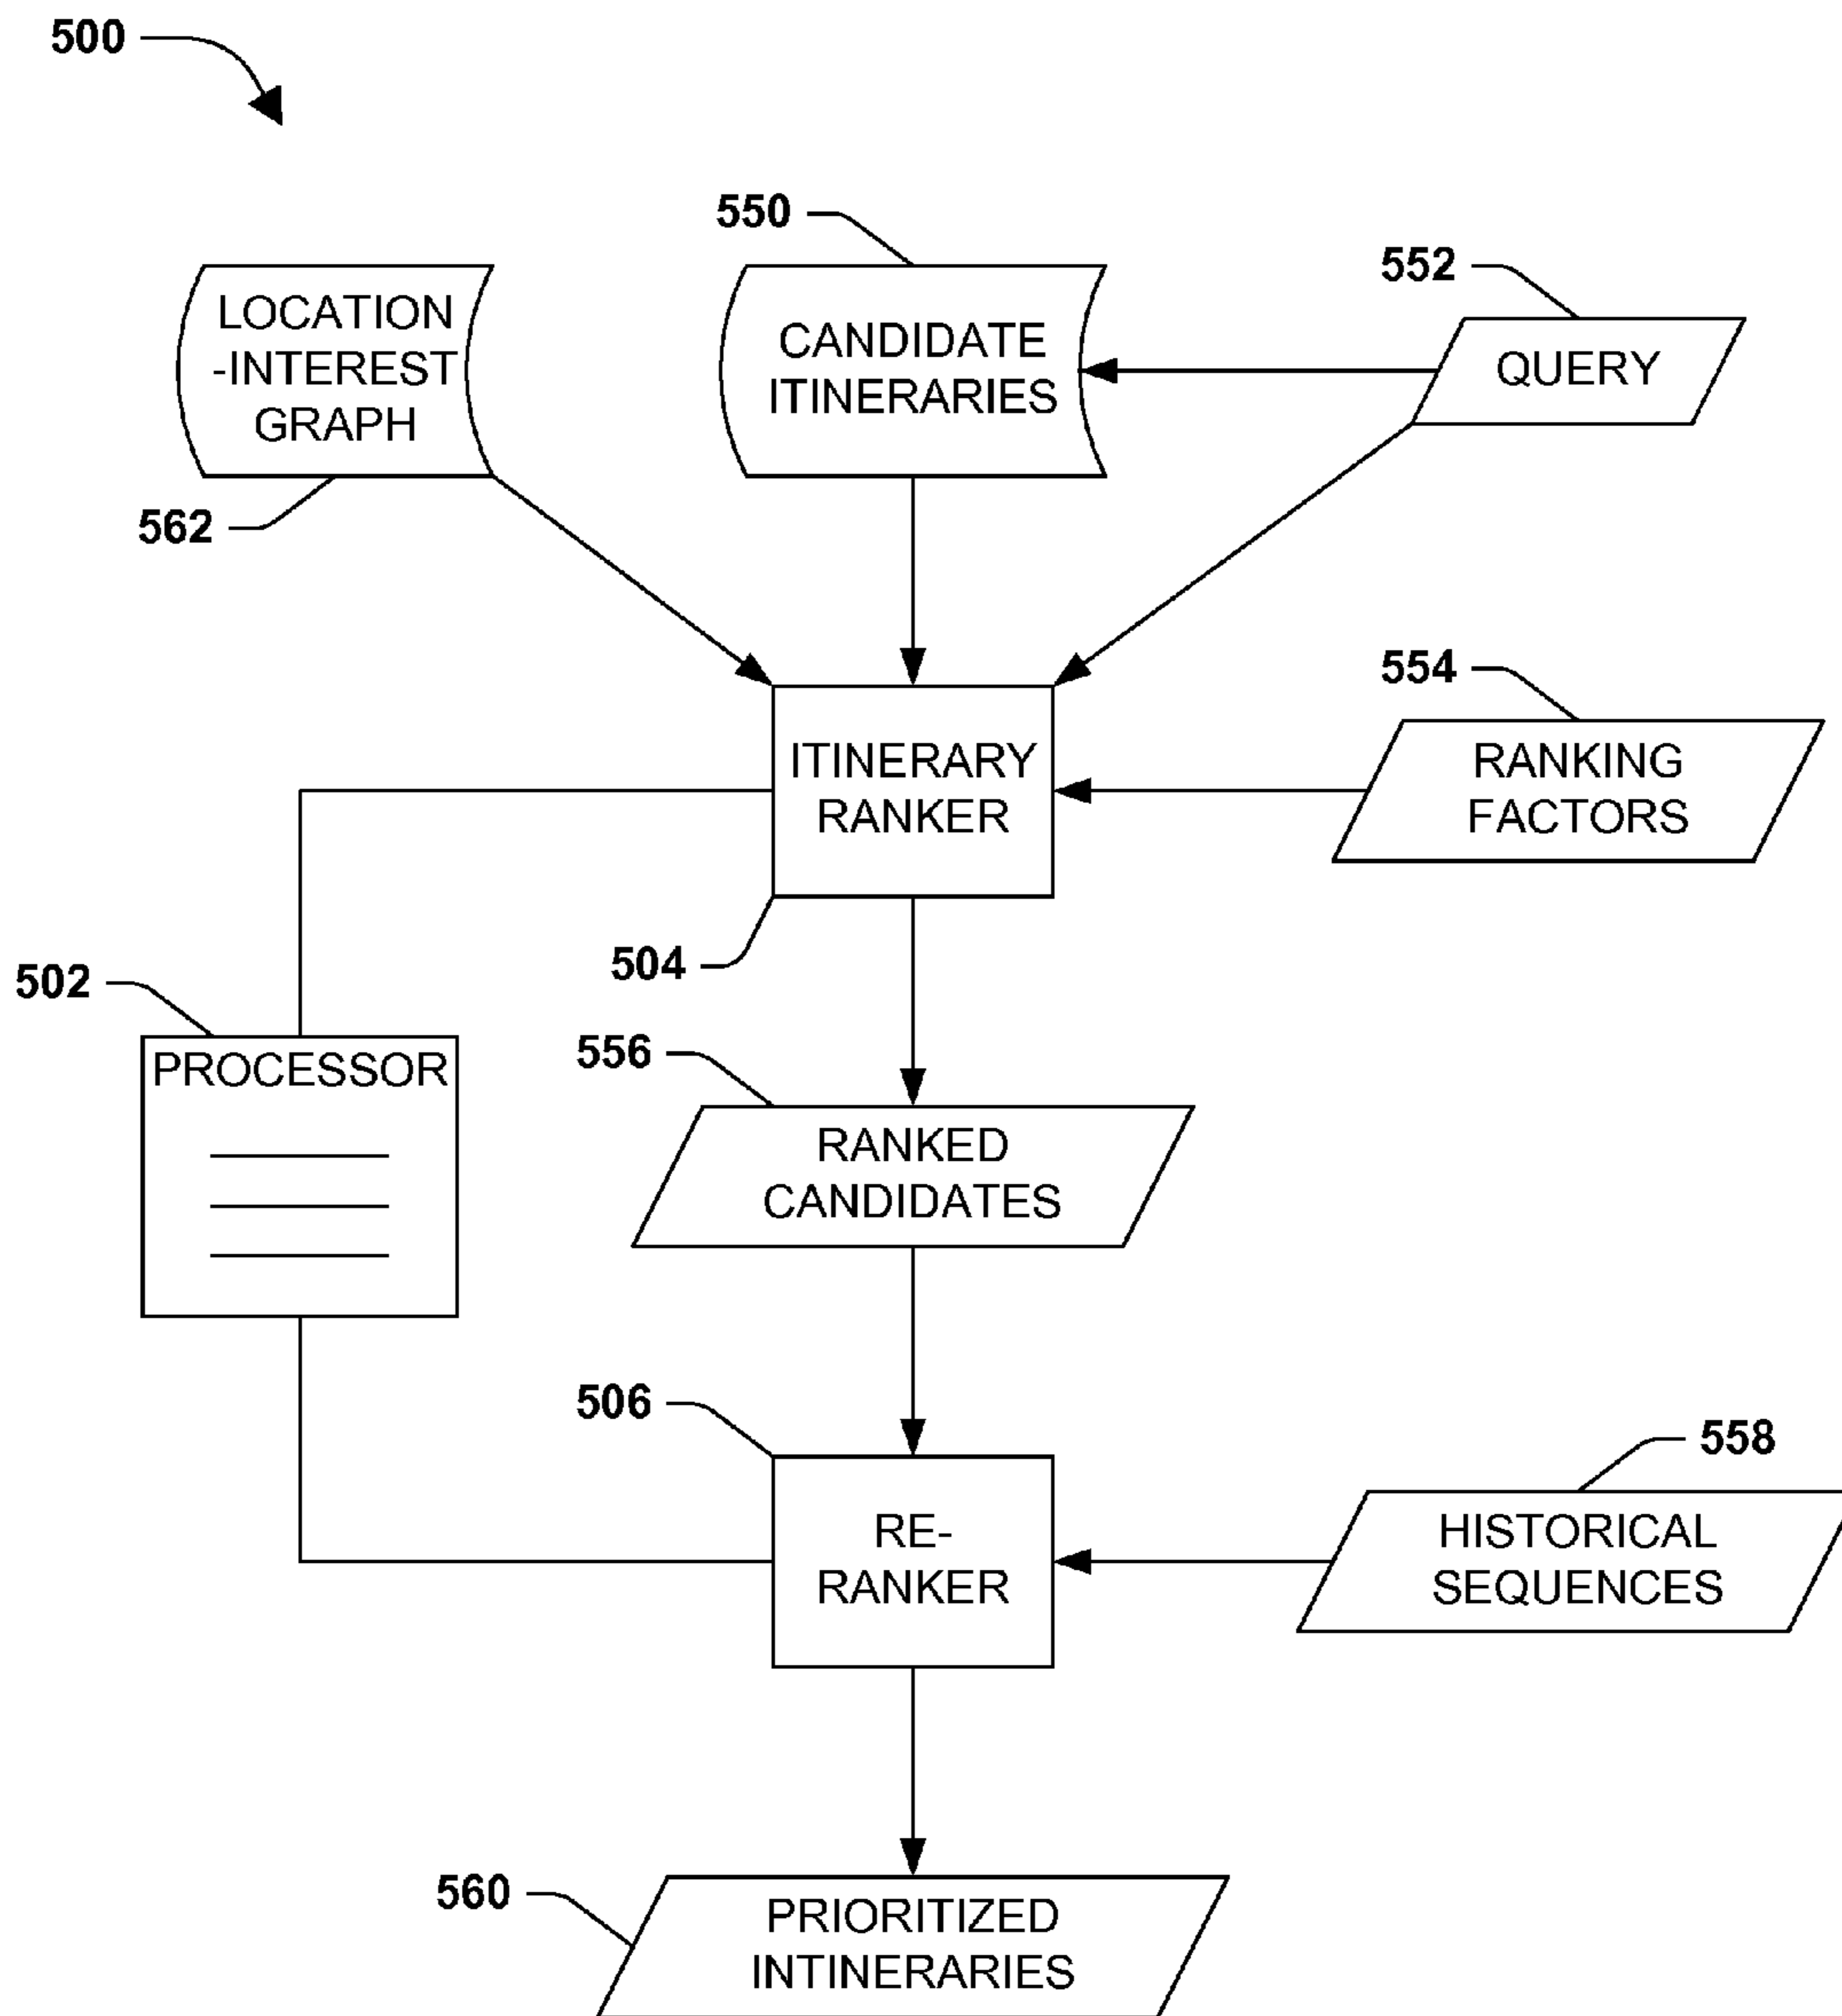 500
550
552
LOCATION
-INTEREST
GRAPH
CANDIDATE
ITINERARIES
QUERY
562
554
ITINERARY
RANKER
RANKING
FACTORS
504
502
PROCESSOR
556
RANKED
CANDIDATES
506
558
RE-
RANKER
HISTORICAL
SEQUENCES
560
PRIORITIZED
INTINERARIES